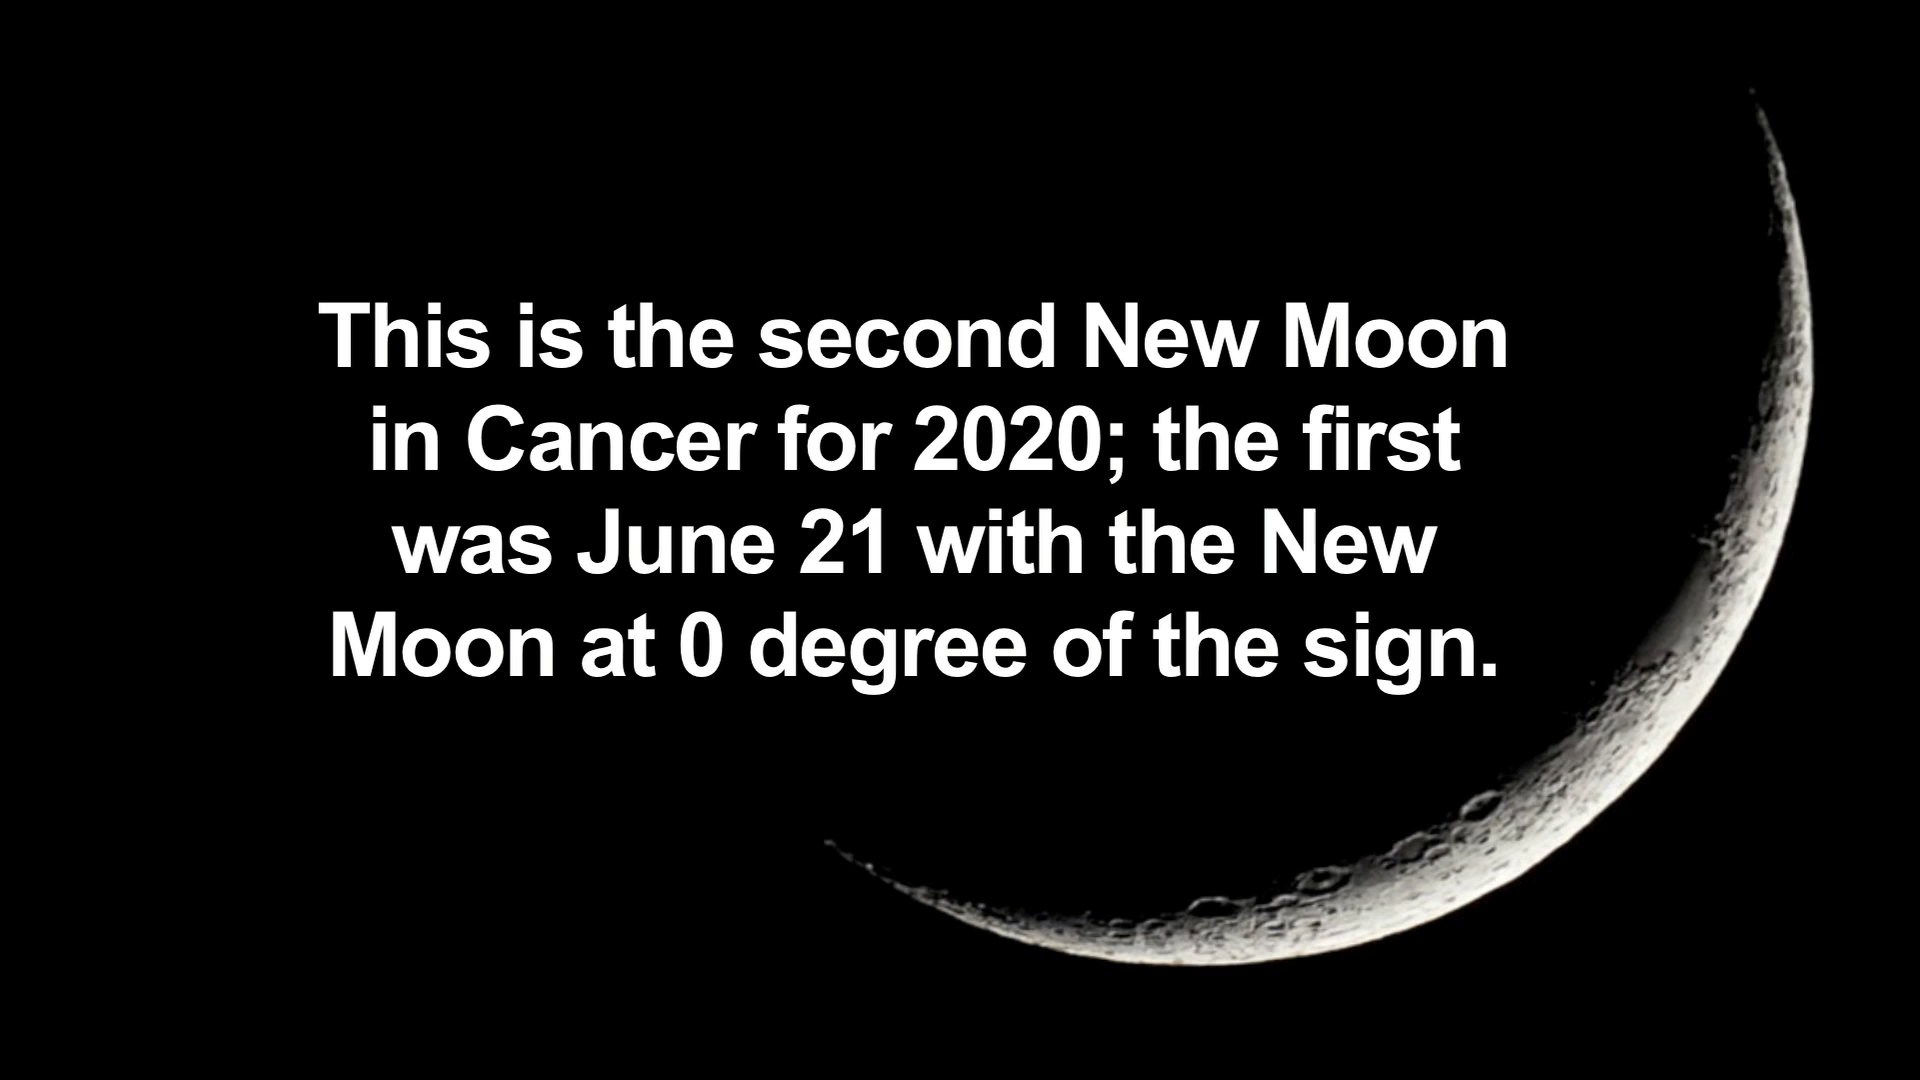 This is the second New Moon
in Cancer for 2020; the first
was June 21 with the New
Moon at 0 degree of the sign.